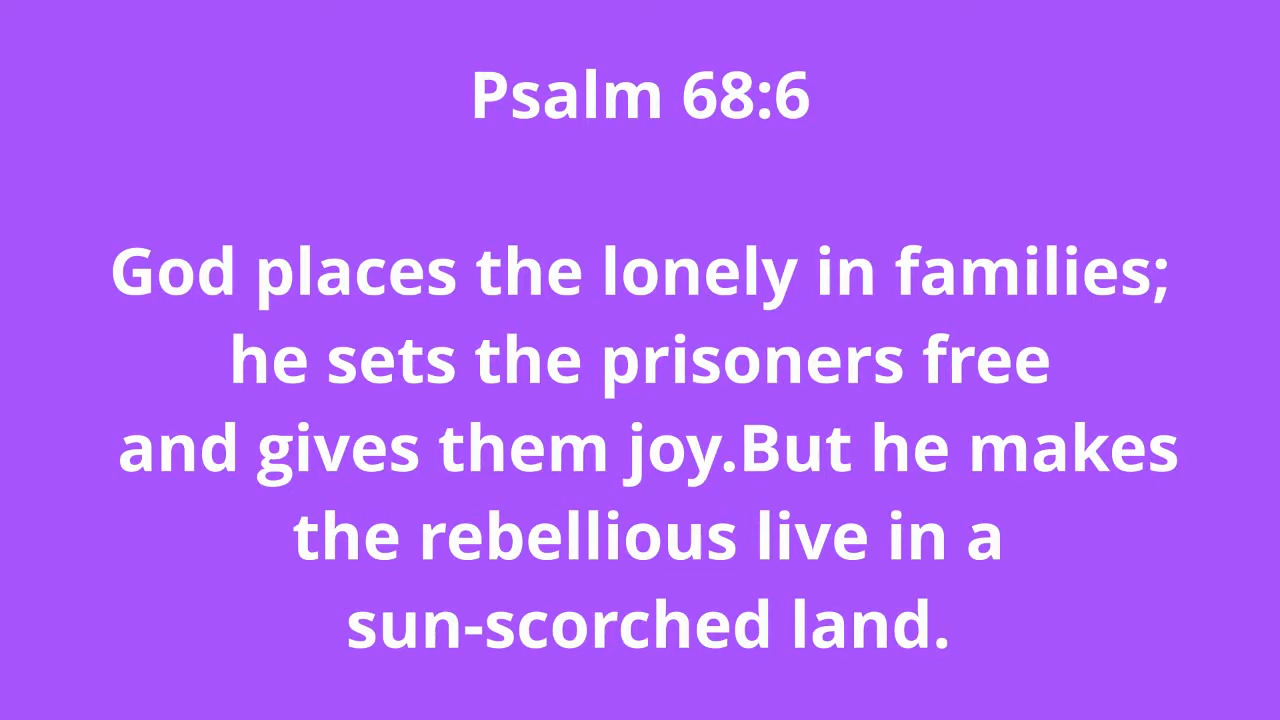 Psalm 68:6
God places the lonely in families;
he sets the prisoners free
and gives them joy.But he makes
the rebellious live in a
sun-scorched land.